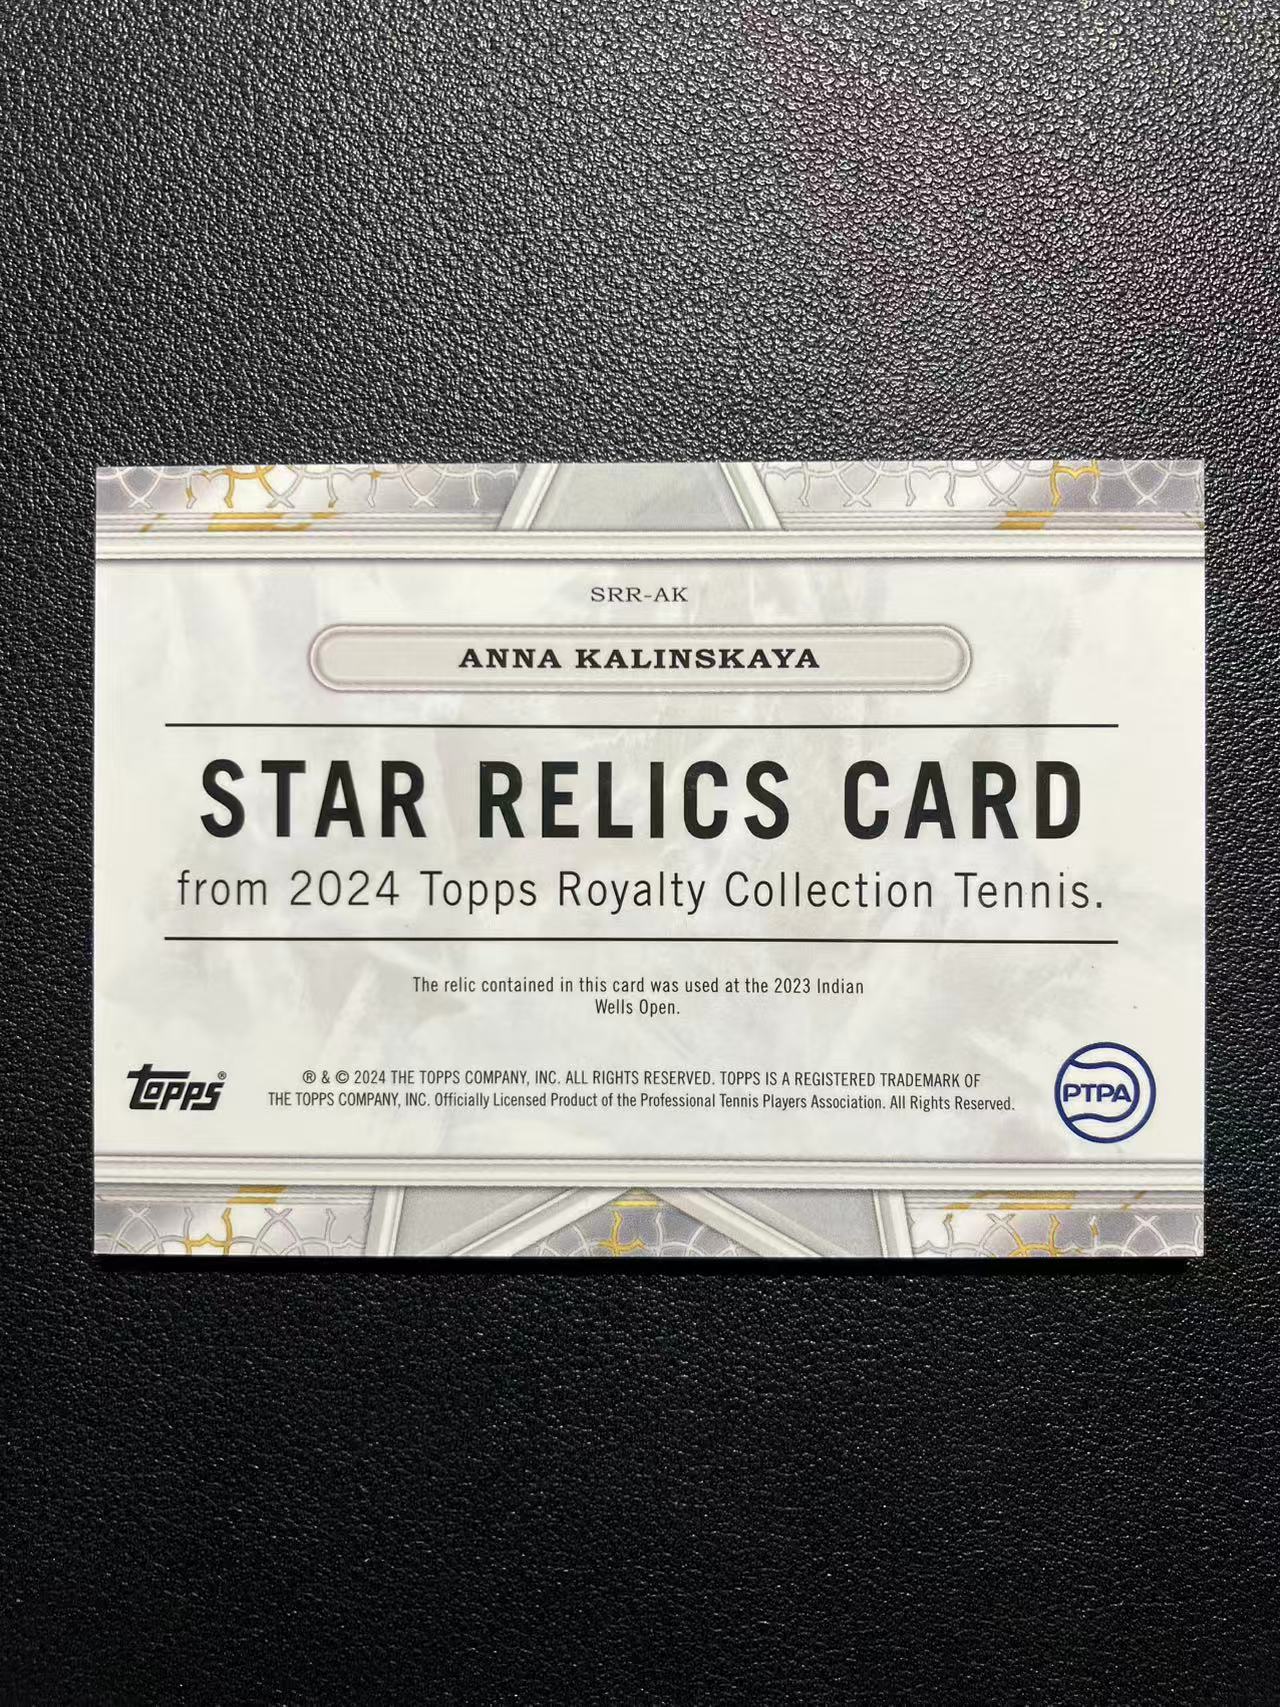 SRR-AK
ANNA KALINSKAYA
STAR RELICS CARD
from 2024 Topps Royalty Collection Tennis.
The relic contained in this card was used at the 2023 Indian
Wells Open.
Topps®
® & © 2024 THE TOPPS COMPANY, INC. ALL RIGHTS RESERVED. TOPPS IS A REGISTERED TRADEMARK OF
THE TOPPS COMPANY, INC. Officially Licensed Product of the Professional Tennis Players Association. All Rights Reserved.
PTPA